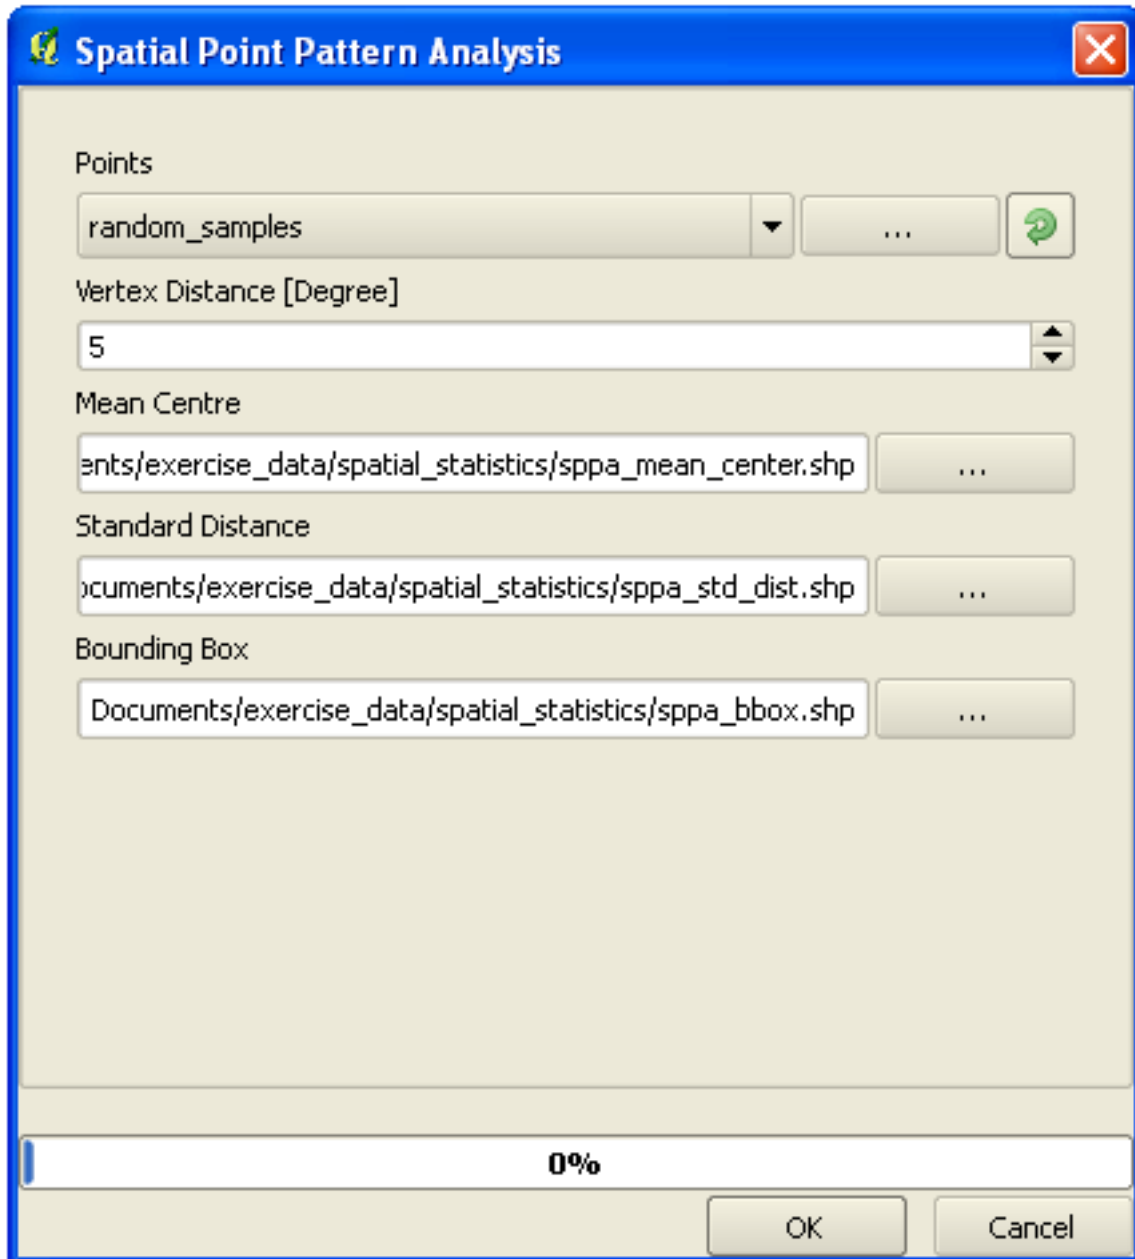 Spatial Point Pattern Analysis
Points
random_samples
...
Vertex Distance [Degree]
5
Mean Centre
ents/exercise_data/spatial_statistics/sppa_mean_center.shp
...
Standard Distance
ocuments/exercise_data/spatial_statistics/sppa_std_dist.shp
...
Bounding Box
Documents/exercise_data/spatial_statistics/sppa_bbox.shp
...
0%
OK
Cancel